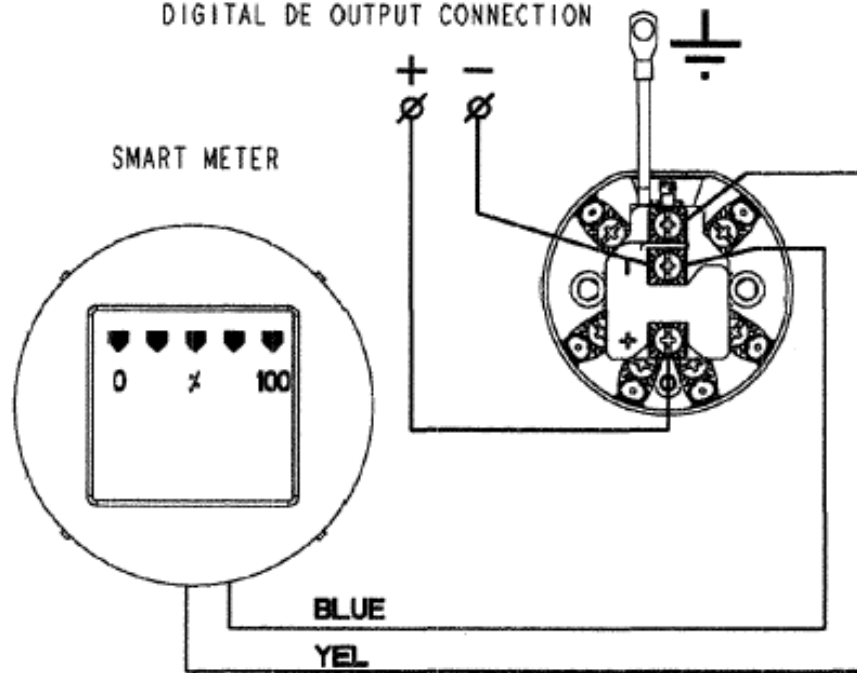 DIGITAL DE OUTPUT CONNECTION
+ −
SMART METER
0 % 100
−
+
BLUE
YEL